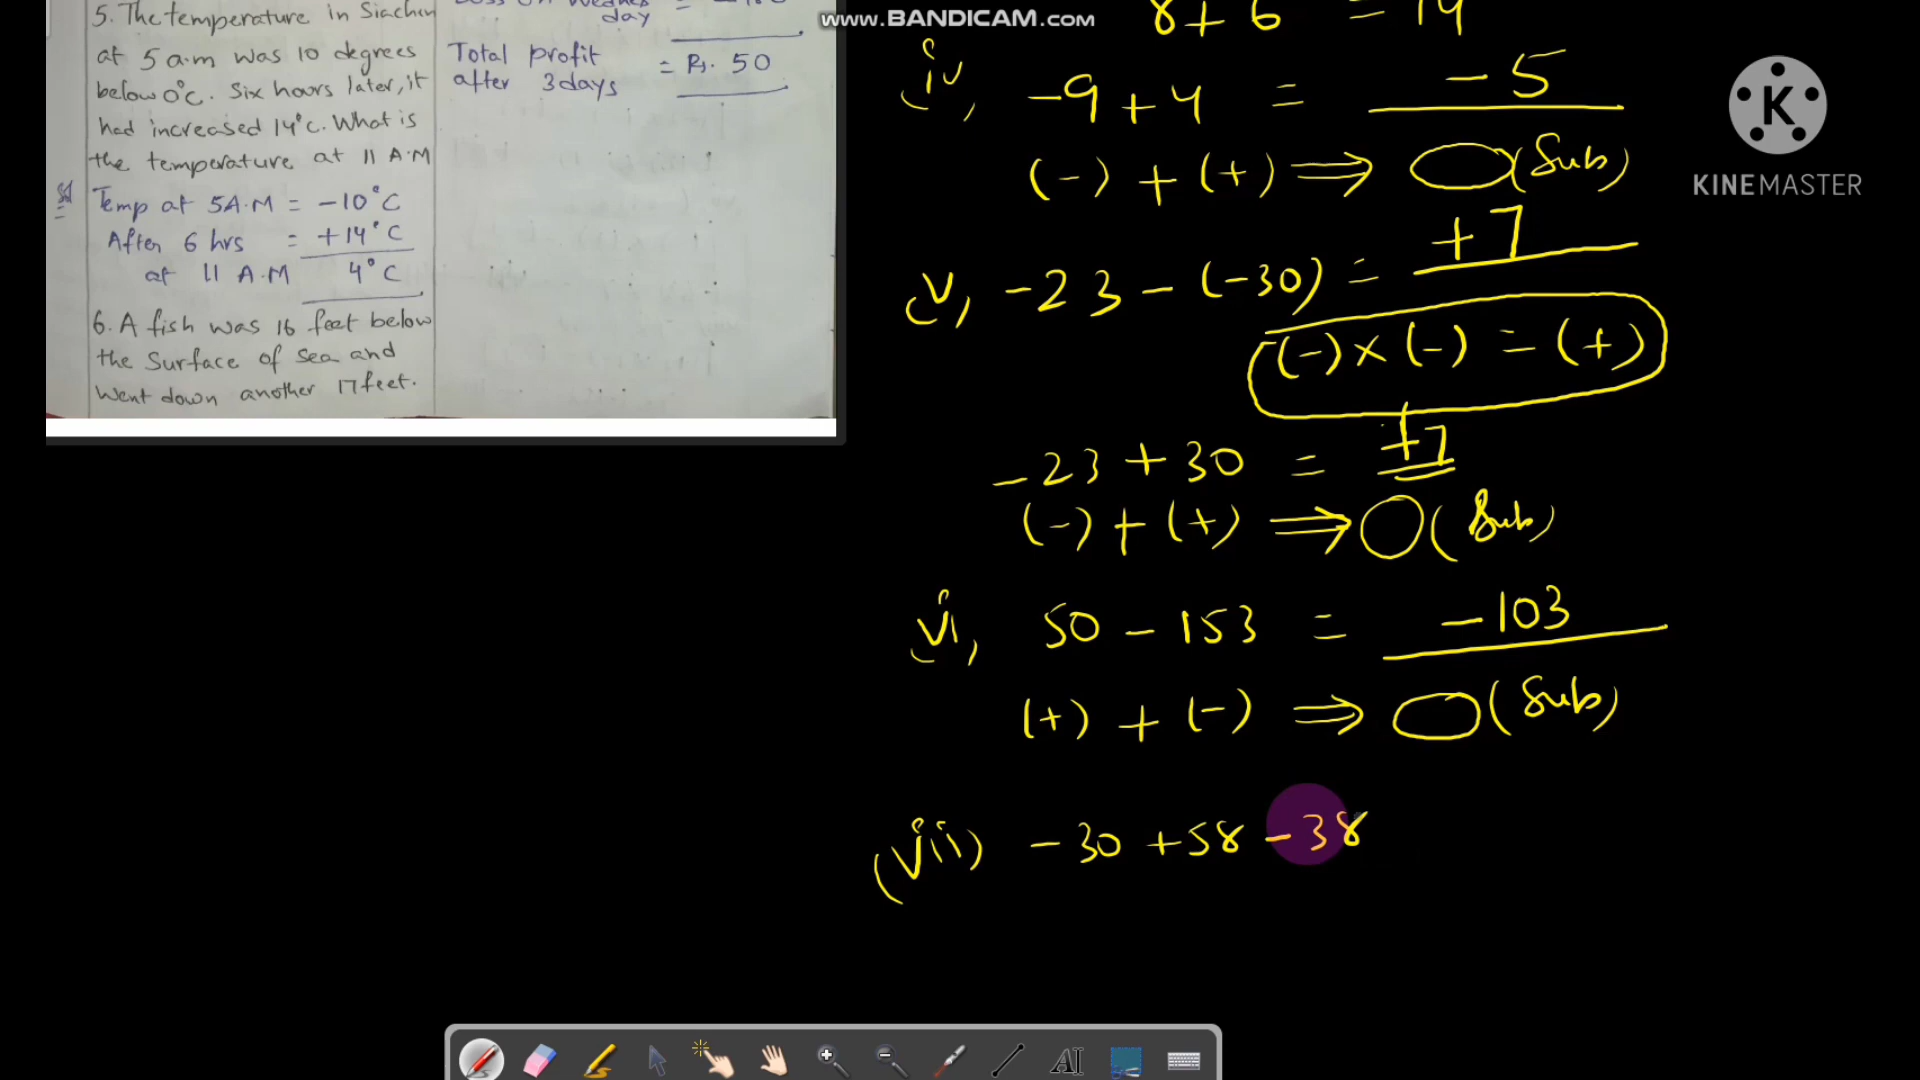 5. The temperature in Siachen
at 5 a.m was 10 degrees
below 0°C. Six hours later, it
had increased 14°C. What is
the temperature at 11 A.M
Sol
Temp at 5A.M = -10°C
After 6 hrs = +14°C
at 11 A.M 4°C
6. A fish was 16 feet below
the Surface of Sea and
Went down another 17 feet.
day
Total profit
after 3days = Rs. 50
www.BANDICAM.com
8 + 6 = 14
(iv) -9 + 4 = -5
(-) + (+) ⇒ (Sub)
(v) -23 - (-30) = +7
(-) × (-) = (+)
-23 + 30 = +7
(-) + (+) ⇒ (Sub)
(vi) 50 - 153 = -103
(+) + (-) ⇒ (Sub)
(vii) -30 +58 -38
K
KINEMASTER
AI